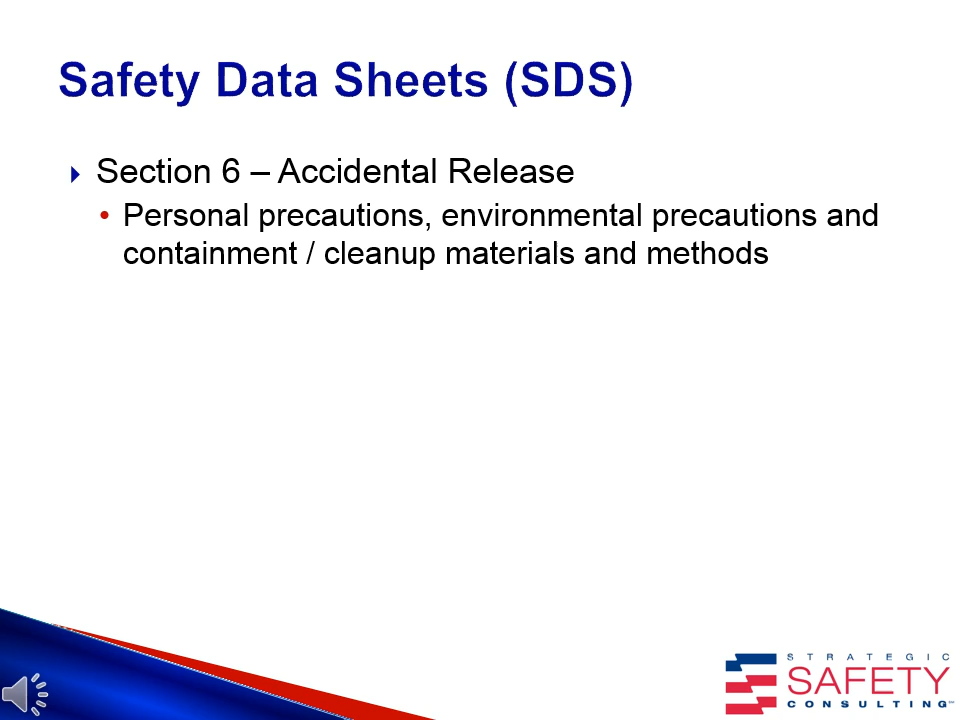 Safety Data Sheets (SDS)
Section 6 – Accidental Release
• Personal precautions, environmental precautions and
containment / cleanup materials and methods
STRATEGIC
SAFETY
CONSULTING